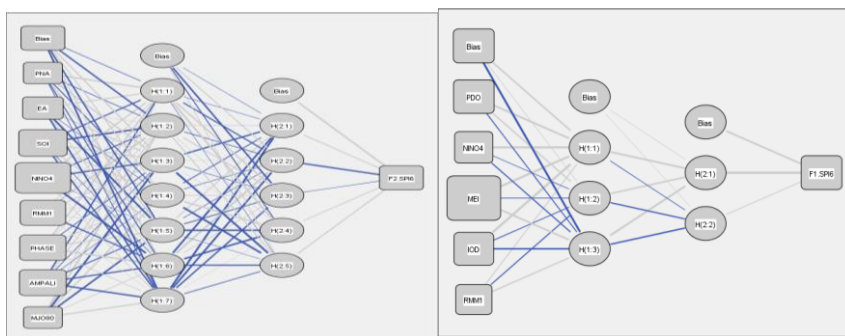 Bias
PNA
EA
SOI
NINO4
RMM1
PHASE
AMPALI
MJO80
Bias
H(1:1)
H(1:2)
H(1:3)
H(1:4)
H(1:5)
H(1:6)
H(1:7)
Bias
H(2:1)
H(2:2)
H(2:3)
H(2:4)
H(2:5)
F2.SPI6
Bias
PDO
NINO4
MEI
IOD
RMM1
Bias
H(1:1)
H(1:2)
H(1:3)
Bias
H(2:1)
H(2:2)
F1.SPI6